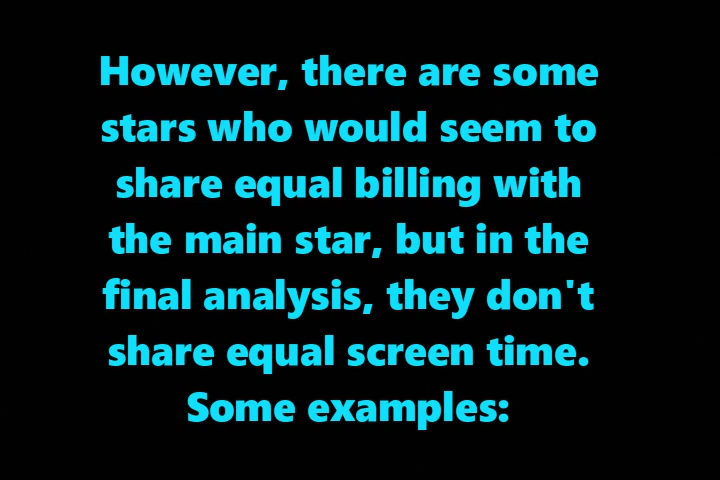 However, there are some
stars who would seem to
share equal billing with
the main star, but in the
final analysis, they don't
share equal screen time.
Some examples: